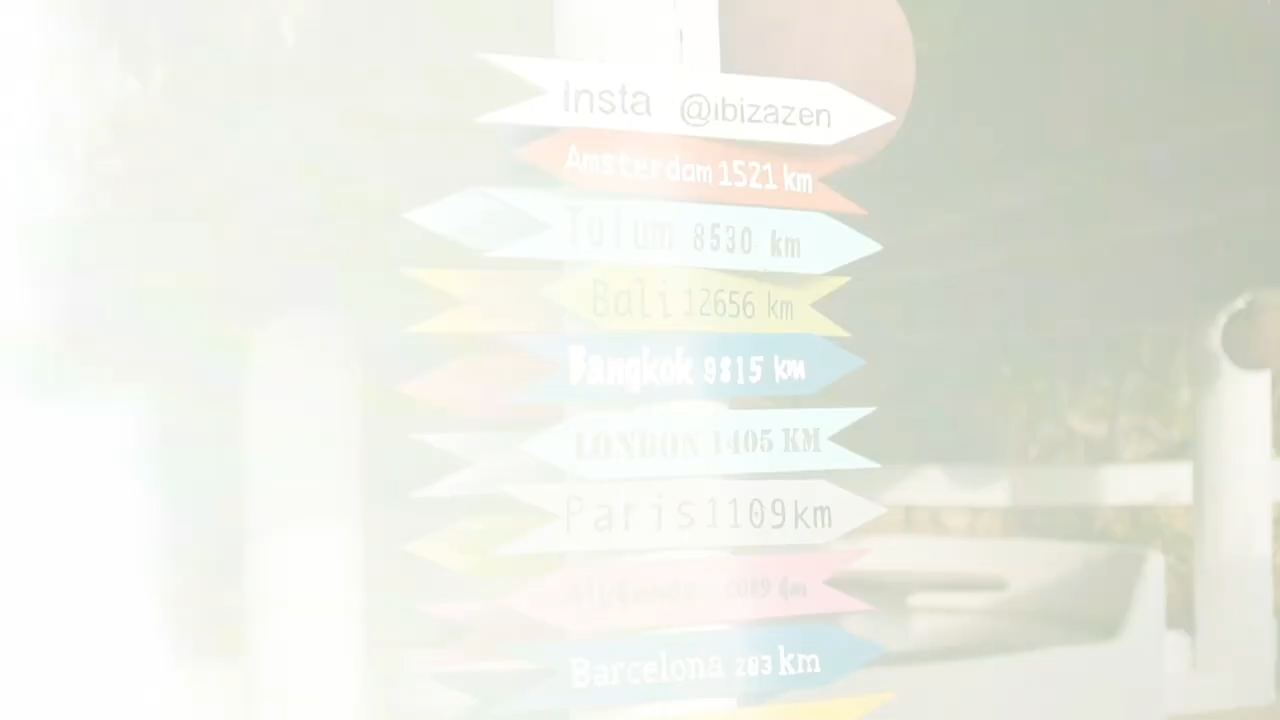 Insta @ibizazen
Amsterdam 1521 km
Tulum 8530 km
Bali 12656 km
Bangkok 9815 km
LONDON 1405 KM
Paris 1109 km
km
Barcelona 283 km